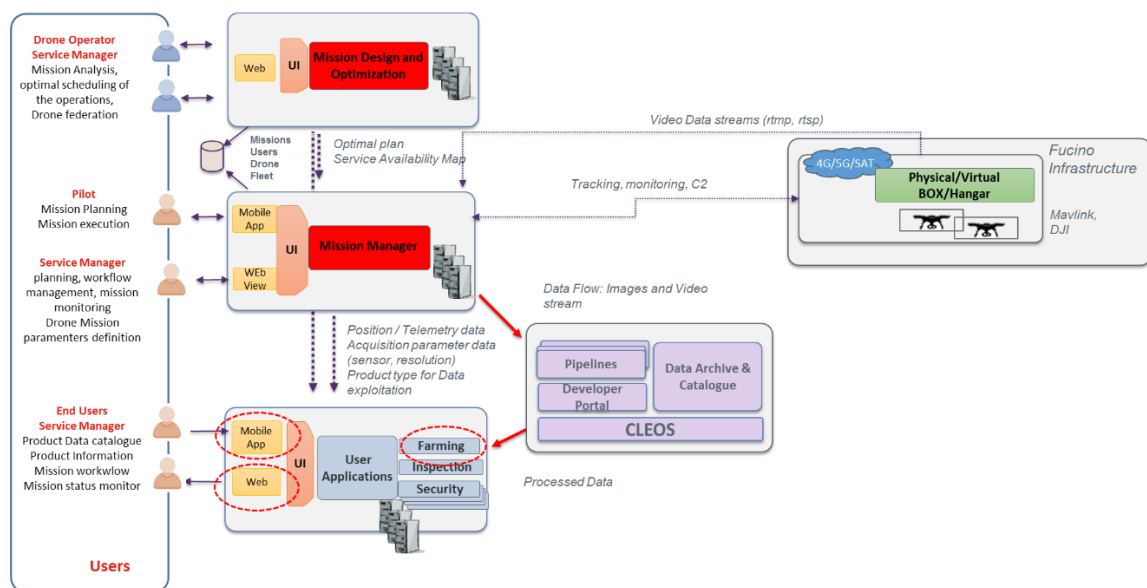 Drone Operator
Service Manager
Mission Analysis,
optimal scheduling of
the operations,
Drone federation
Pilot
Mission Planning
Mission execution
Service Manager
planning, workflow
management, mission
monitoring
Drone Mission
paramenters definition
End Users
Service Manager
Product Data catalogue
Product Information
Mission workwlow
Mission status monitor
Users
Web
UI
Mission Design and
Optimization
Missions
Users
Drone
Fleet
Optimal plan
Service Availability Map
Mobile
App
WEb
View
UI
Mission Manager
Video Data streams (rtmp, rtsp)
Tracking, monitoring, C2
4G/5G/SAT
Physical/Virtual
BOX/Hangar
Fucino
Infrastructure
Mavlink,
DJI
Data Flow: Images and Video
stream
Position / Telemetry data
Acquisition parameter data
(sensor, resolution)
Product type for Data
exploitation
Pipelines
Developer
Portal
Data Archive &
Catalogue
CLEOS
Mobile
App
Web
UI
User
Applications
Farming
Inspection
Security
Processed Data